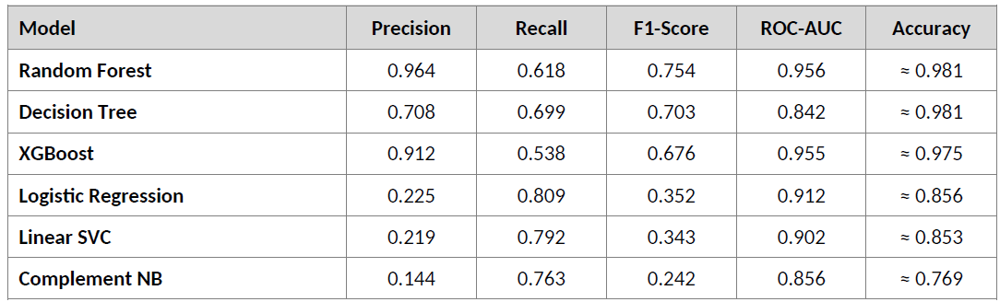 Model Precision Recall F1-Score ROC-AUC Accuracy
Random Forest 0.964 0.618 0.754 0.956 ≈ 0.981
Decision Tree 0.708 0.699 0.703 0.842 ≈ 0.981
XGBoost 0.912 0.538 0.676 0.955 ≈ 0.975
Logistic Regression 0.225 0.809 0.352 0.912 ≈ 0.856
Linear SVC 0.219 0.792 0.343 0.902 ≈ 0.853
Complement NB 0.144 0.763 0.242 0.856 ≈ 0.769